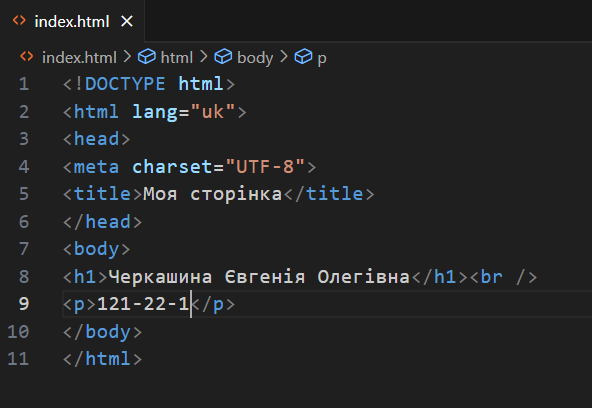 index.html ×
index.html > html > body > p
1 <!DOCTYPE html>
2 <html lang="uk">
3 <head>
4 <meta charset="UTF-8">
5 <title>Моя сторінка</title>
6 </head>
7 <body>
8 <h1>Черкашина Євгенія Олегівна</h1><br />
9 <p>121-22-1</p>
10 </body>
11 </html>